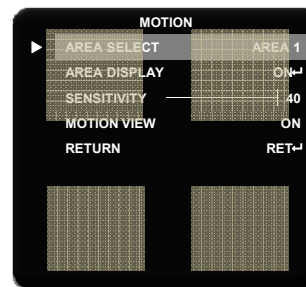 MOTION
AREA SELECT AREA 1
AREA DISPLAY ON↵
SENSITIVITY 40
MOTION VIEW ON
RETURN RET↵